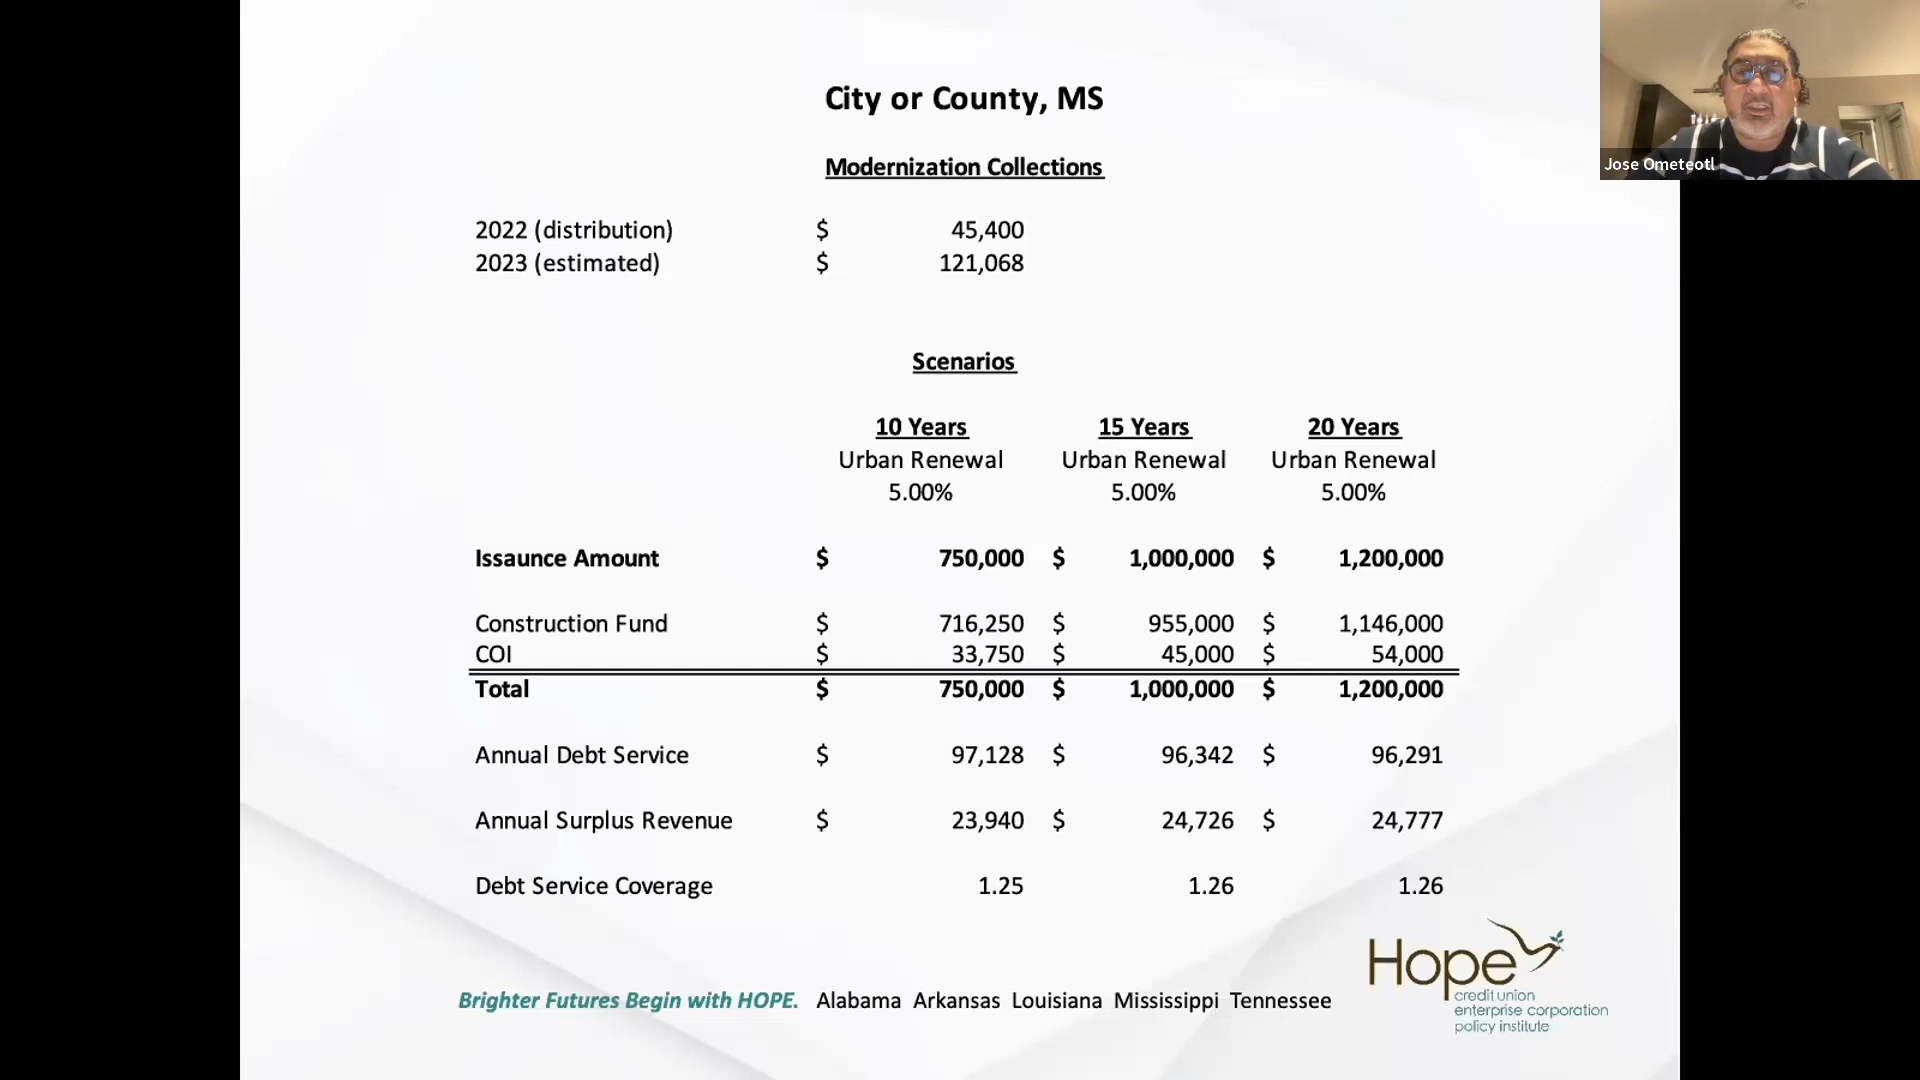 City or County, MS
Jose Ometeotl
Modernization Collections
2022 (distribution) $ 45,400
2023 (estimated) $ 121,068
Scenarios
10 Years 15 Years 20 Years
Urban Renewal Urban Renewal Urban Renewal
5.00% 5.00% 5.00%
Issaunce Amount $ 750,000 $ 1,000,000 $ 1,200,000
Construction Fund $ 716,250 $ 955,000 $ 1,146,000
COI $ 33,750 $ 45,000 $ 54,000
Total $ 750,000 $ 1,000,000 $ 1,200,000
Annual Debt Service $ 97,128 $ 96,342 $ 96,291
Annual Surplus Revenue $ 23,940 $ 24,726 $ 24,777
Debt Service Coverage 1.25 1.26 1.26
Brighter Futures Begin with HOPE. Alabama Arkansas Louisiana Mississippi Tennessee
Hope
credit union
enterprise corporation
policy institute